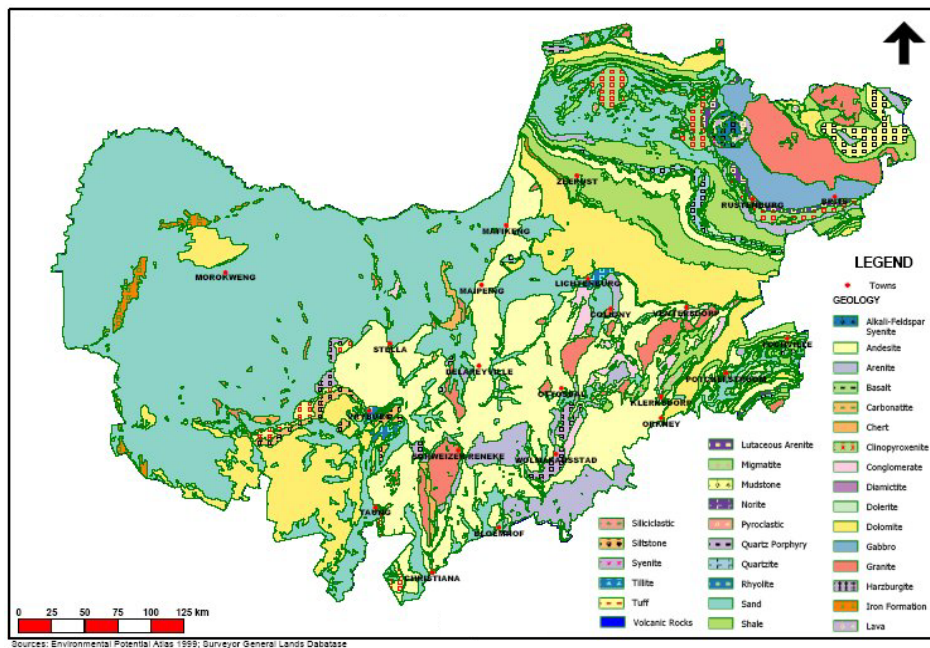 ZEERUST
RUSTENBURG
BRITS
MAFIKENG
MOROKWENG
LICHTENBURG
COLIGNY
VENTERSDORP
STELLA
DELAREYVILLE
FOCHVILLE
POTCHEFSTROOM
OTTOSDAL
KLERKSDORP
ORKNEY
VRYBURG
SCHWEIZER RENEKE
WOLMARANSSTAD
TAUNG
BLOEMHOF
CHRISTIANA
LEGEND
Towns
GEOLOGY
Alkali-Feldspar
Syenite
Andesite
Arenite
Basalt
Carbonatite
Chert
Clinopyroxenite
Conglomerate
Diamictite
Dolerite
Dolomite
Gabbro
Granite
Harzburgite
Iron Formation
Lava
Lutaceous Arenite
Migmatite
Mudstone
Norite
Pyroclastic
Quartz Porphyry
Quartzite
Rhyolite
Sand
Shale
Siliciclastic
Siltstone
Syenite
Tillite
Tuff
Volcanic Rocks
0 25 50 75 100 125 km
Sources: Environmental Potential Atlas 1999; Surveyor General Lands Dabatase